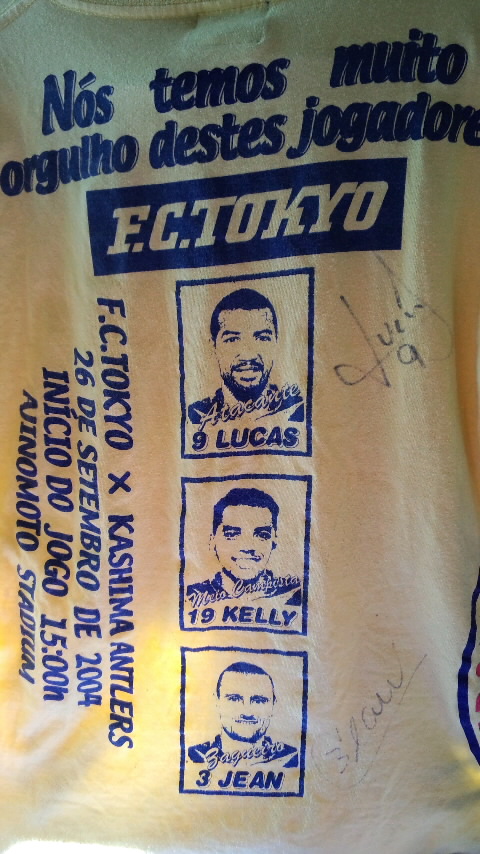 Nós temos muito
orgulho destes jogadore
F.C.TOKYO
Atacante
9 LUCAS
9
Meio Campista
19 KELLY
Zagueiro
3 JEAN
F.C.TOKYO × KASHIMA ANTLERS
26 DE SETEMBRO DE 2004
INÍCIO DO JOGO 15:00h
AJINOMOTO STADIUM